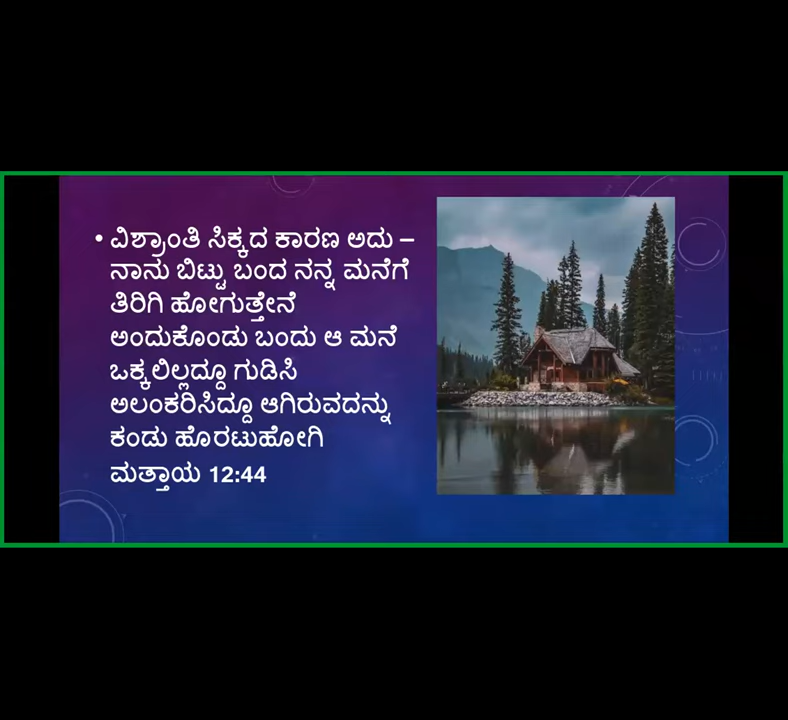 • ವಿಶ್ರಾಂತಿ ಸಿಕ್ಕದ ಕಾರಣ ಅದು –
ನಾನು ಬಿಟ್ಟು ಬಂದ ನನ್ನ ಮನೆಗೆ
ತಿರಿಗಿ ಹೋಗುತ್ತೇನೆ
ಅಂದುಕೊಂಡು ಬಂದು ಆ ಮನೆ
ಒಕ್ಕಲಿಲ್ಲದ್ದೂ ಗುಡಿಸಿ
ಅಲಂಕರಿಸಿದ್ದೂ ಆಗಿರುವದನ್ನು
ಕಂಡು ಹೊರಟುಹೋಗಿ
ಮತ್ತಾಯ 12:44